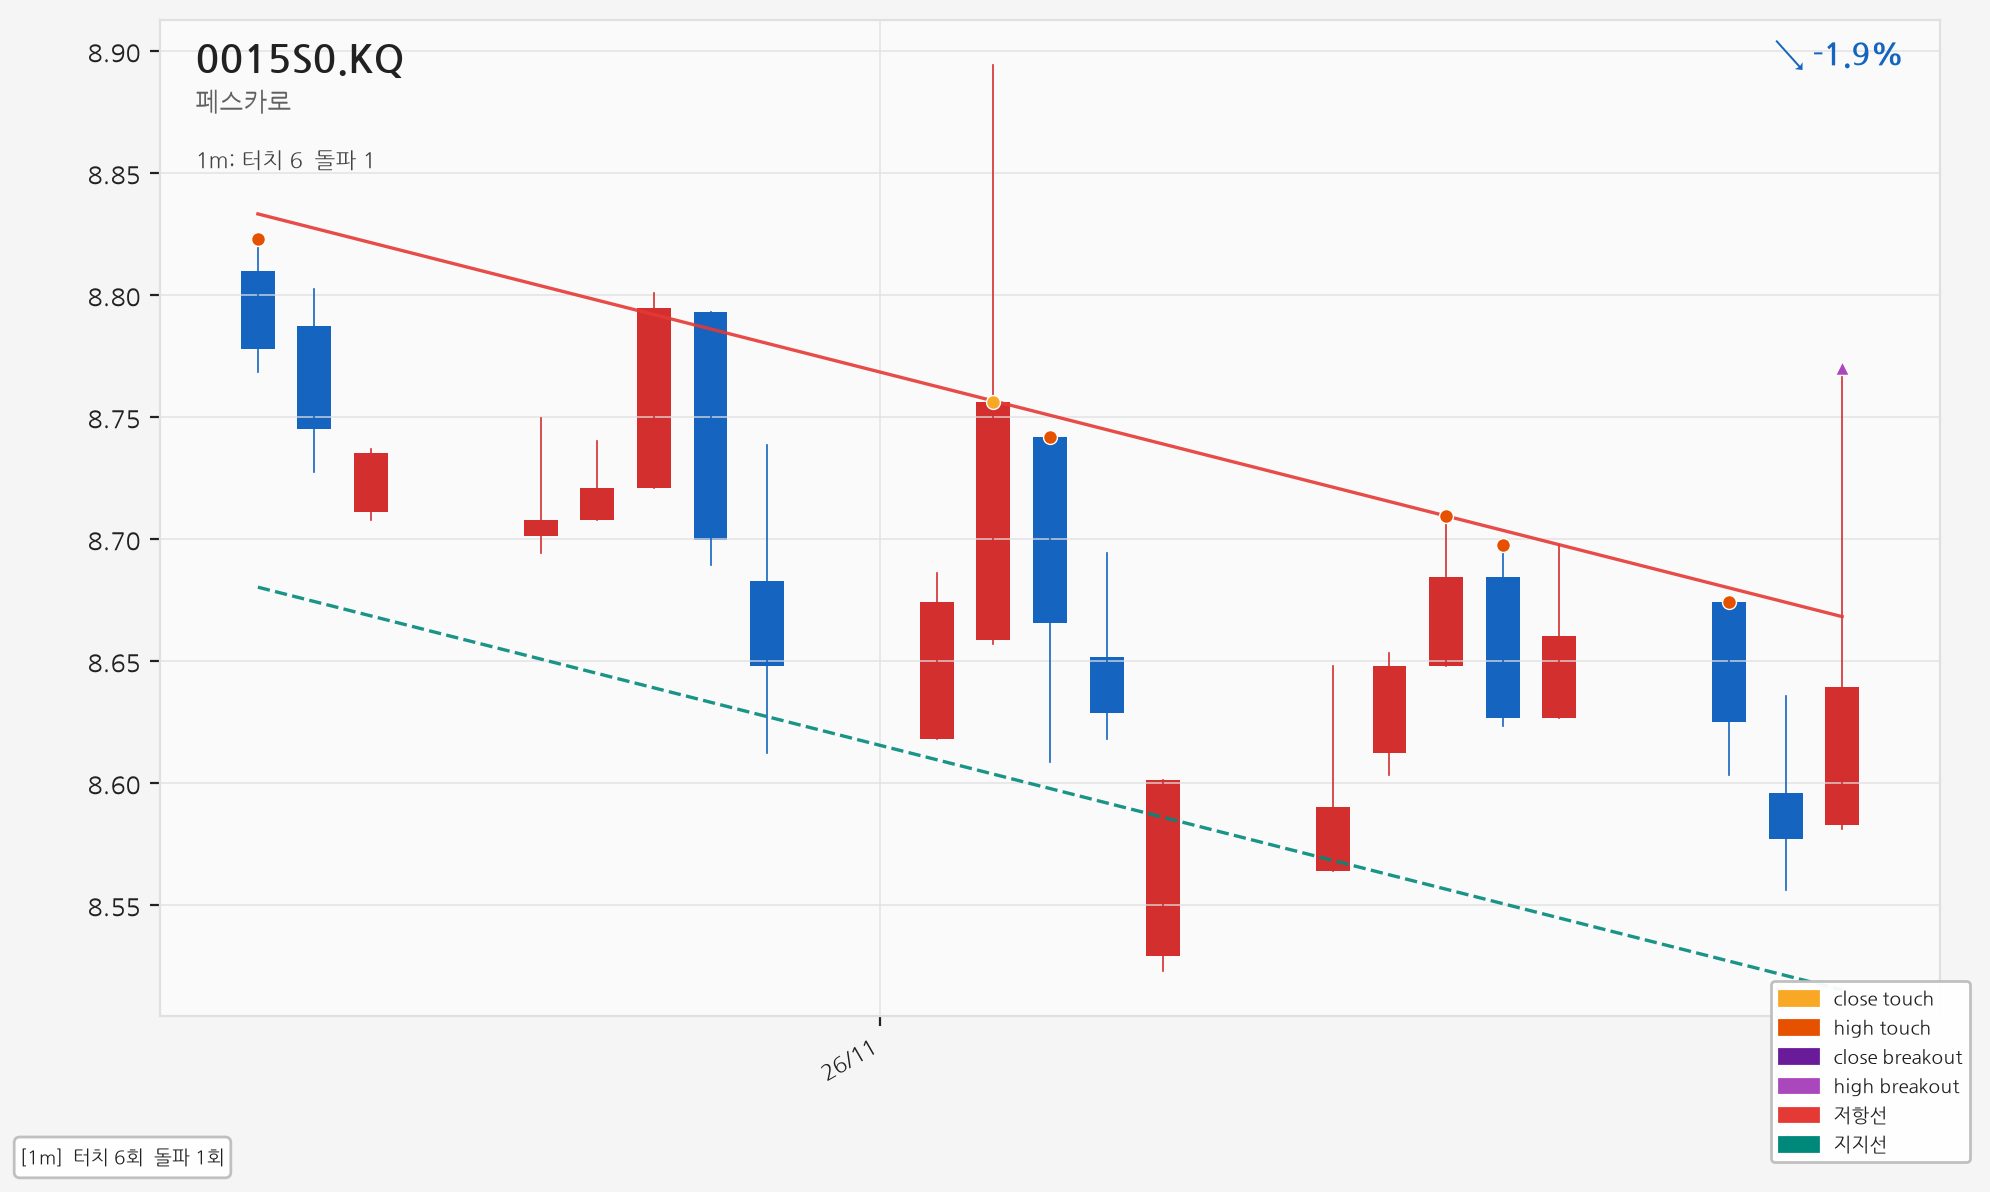 0015S0.KQ
페스카로
1m: 터치 6 돌파 1
-1.9%
8.90
8.85
8.80
8.75
8.70
8.65
8.60
8.55
26/11
close touch
high touch
close breakout
high breakout
저항선
지지선
[1m] 터치 6회 돌파 1회